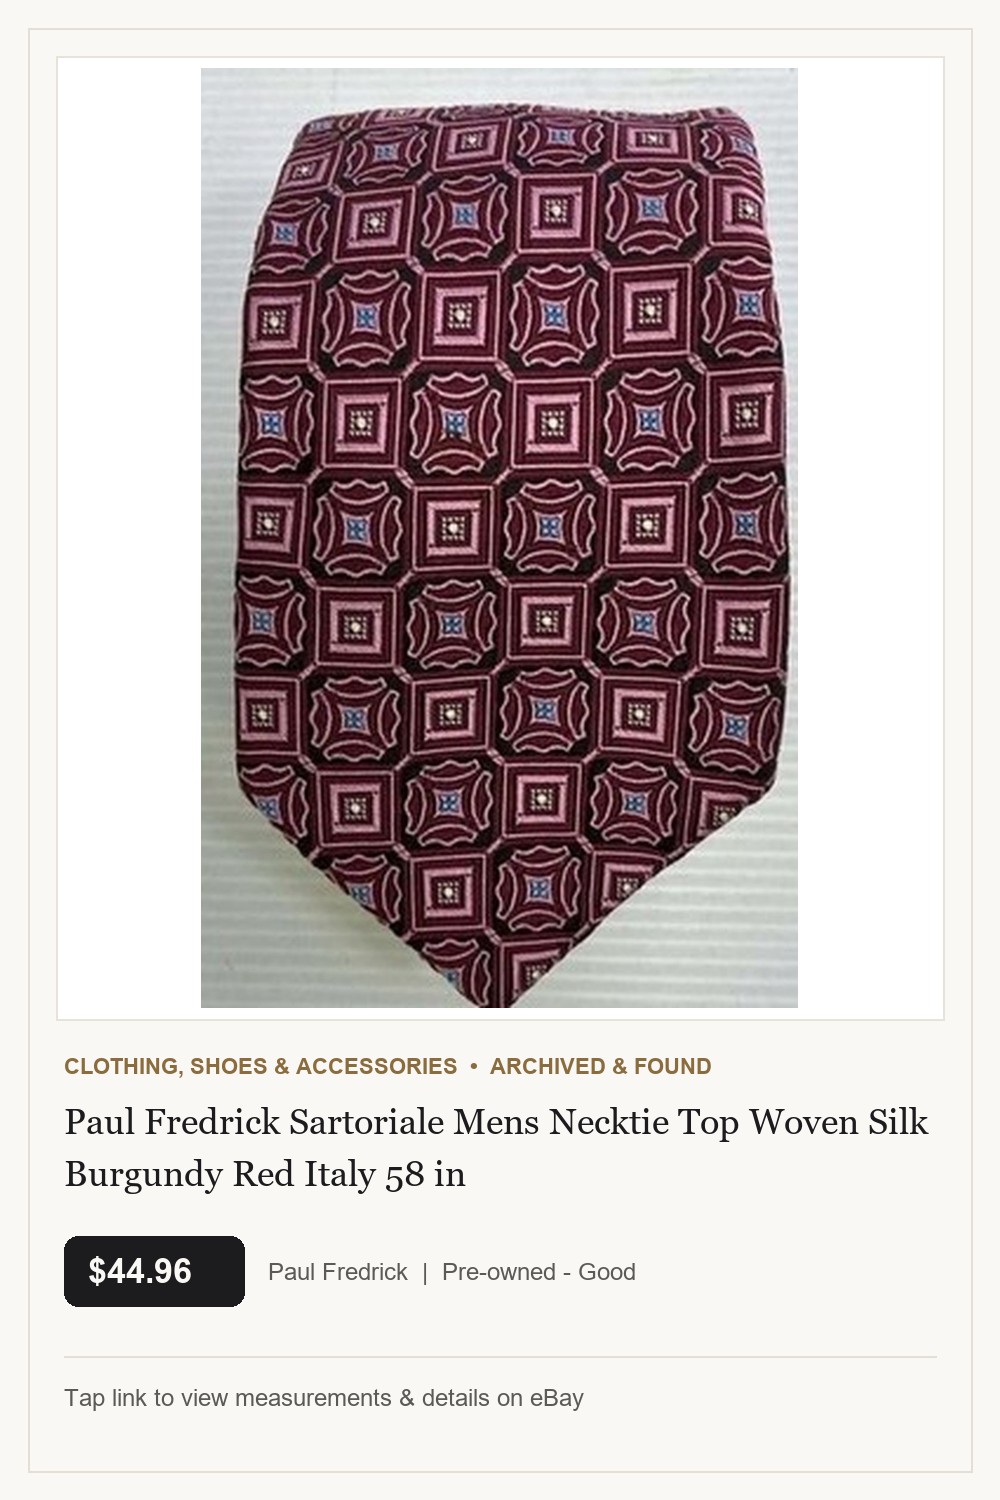 CLOTHING, SHOES & ACCESSORIES • ARCHIVED & FOUND
Paul Fredrick Sartoriale Mens Necktie Top Woven Silk
Burgundy Red Italy 58 in
$44.96
Paul Fredrick | Pre-owned - Good
Tap link to view measurements & details on eBay